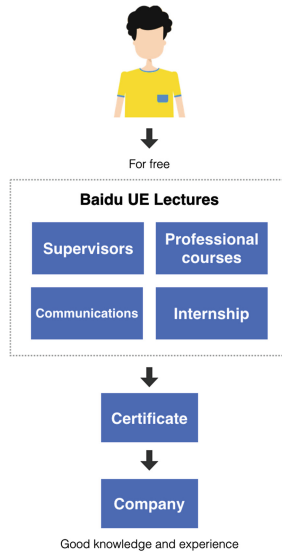 For free
Baidu UE Lectures
Supervisors
Professional
courses
Communications
Internship
Certificate
Company
Good knowledge and experience